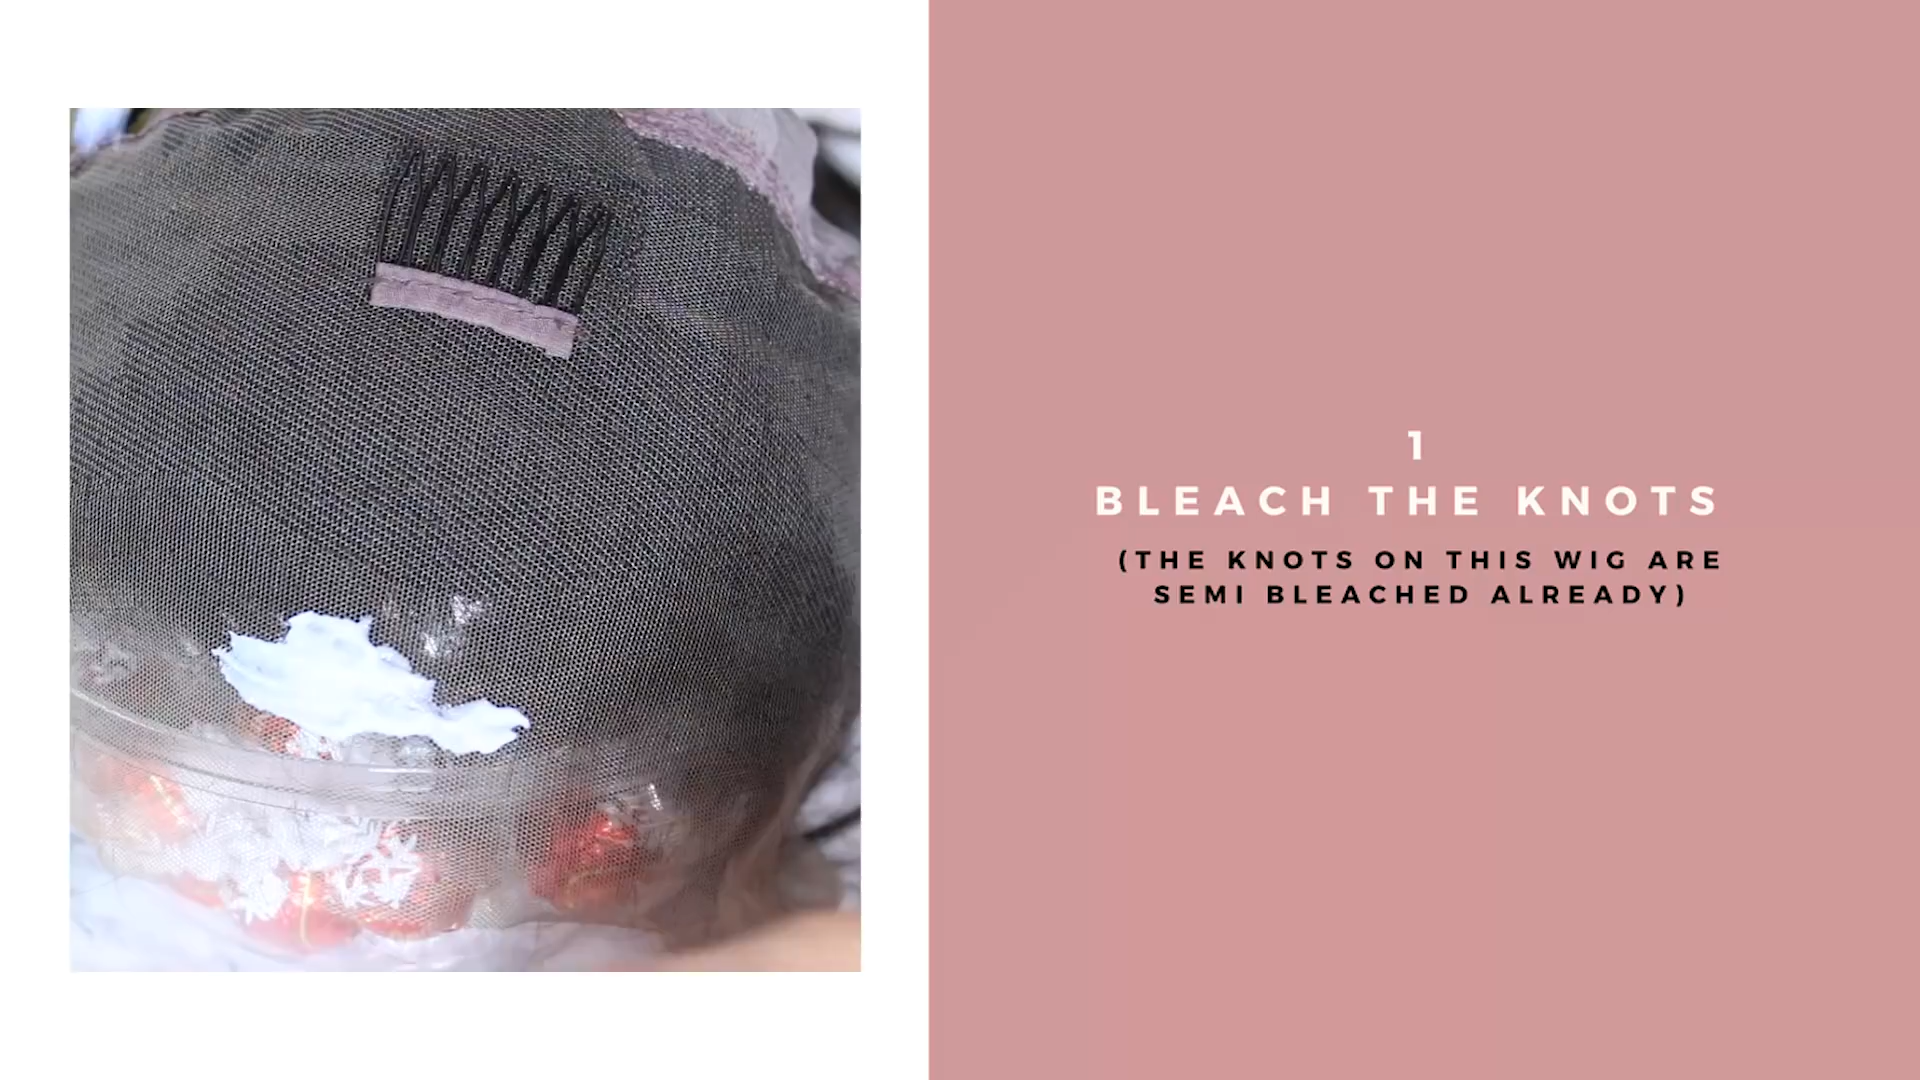 1
BLEACH THE KNOTS
(THE KNOTS ON THIS WIG ARE
SEMI BLEACHED ALREADY)